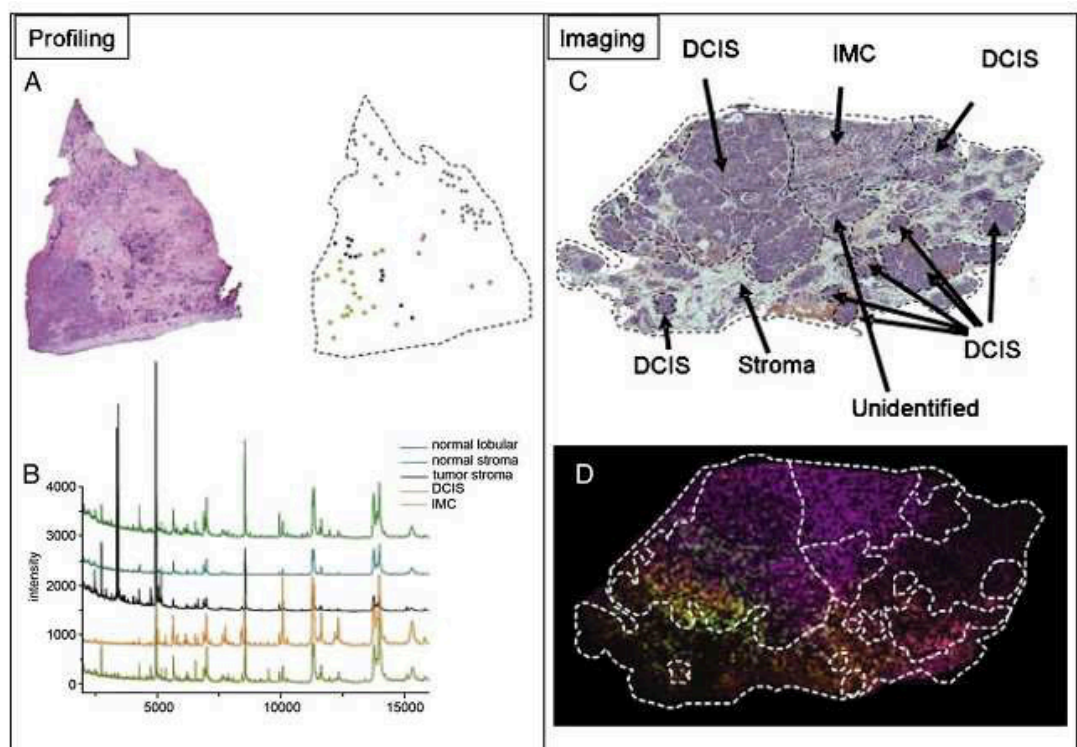 Profiling
A
B
normal lobular
normal stroma
tumor stroma
DCIS
IMC
4000
3000
2000
1000
0
intensity
5000
10000
15000
Imaging
C
DCIS
IMC
DCIS
DCIS
Stroma
DCIS
Unidentified
D